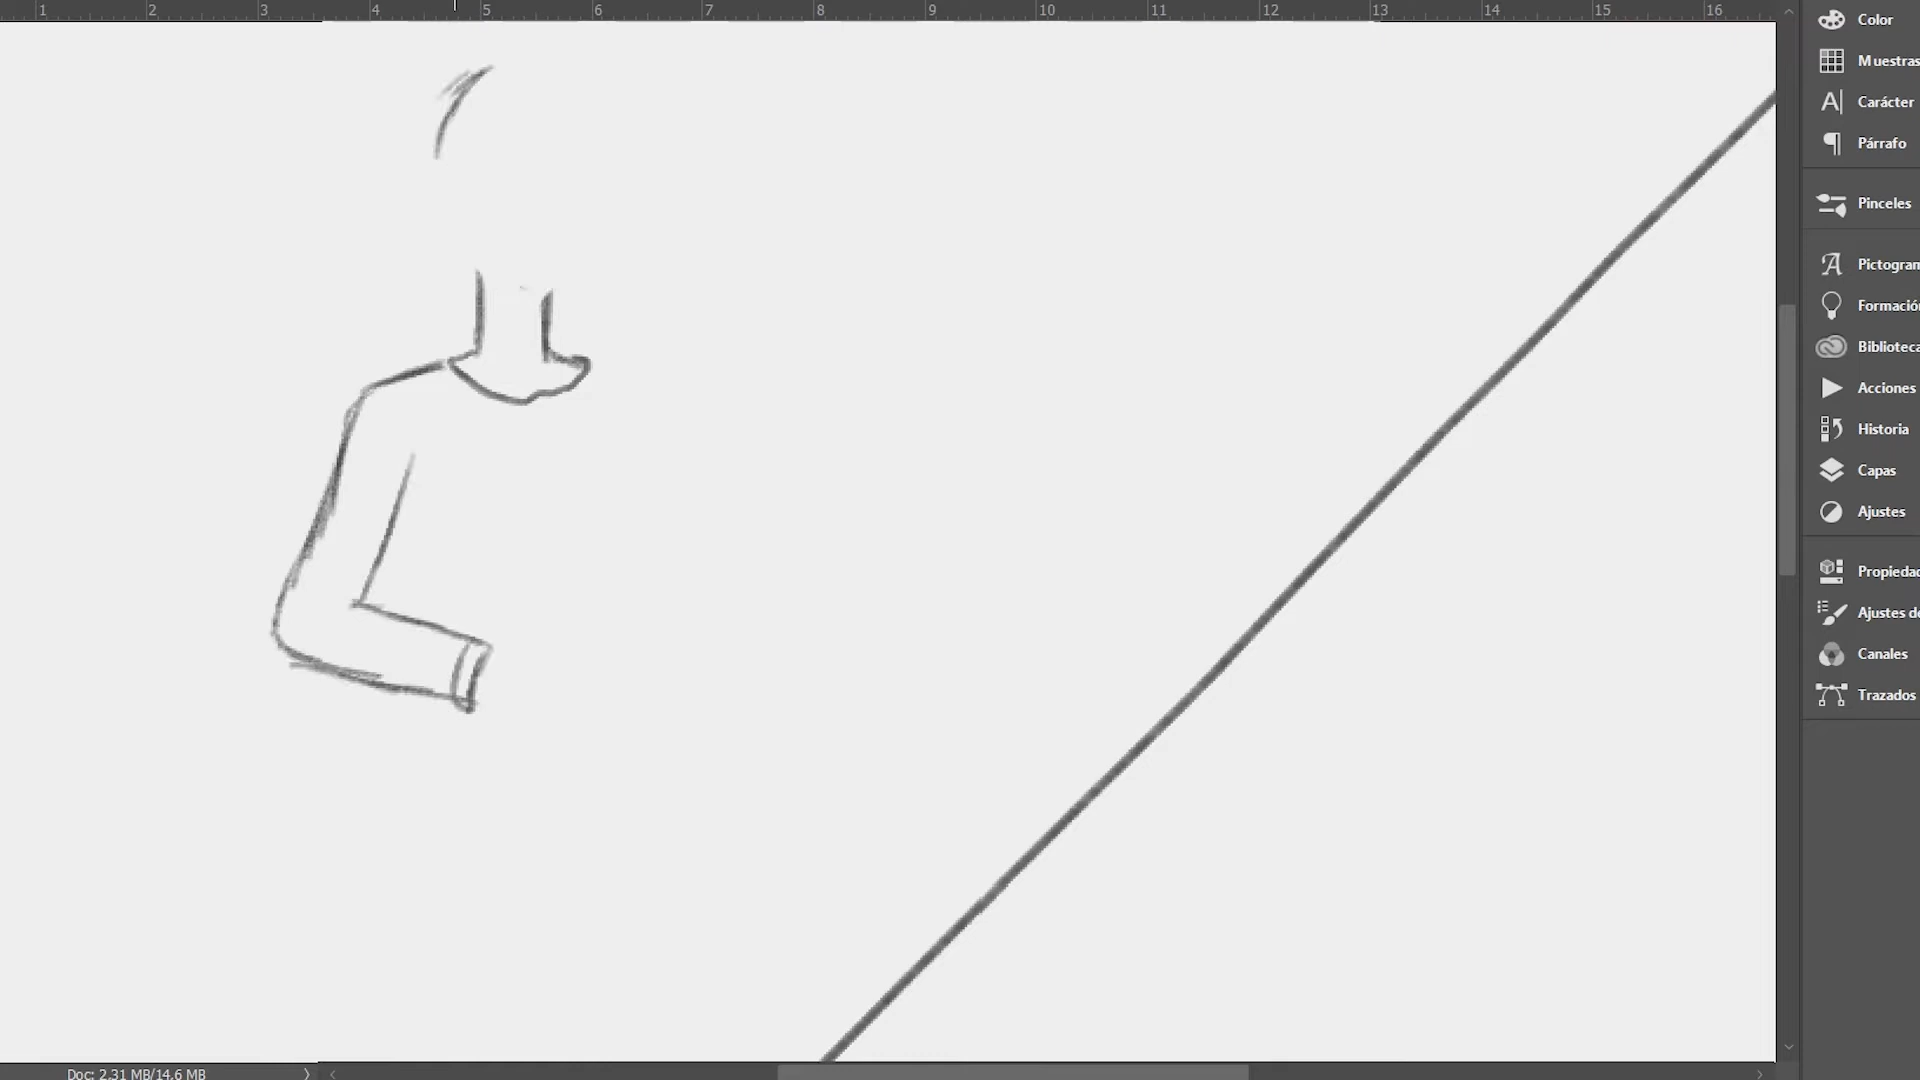 1 2 3 4 5 6 7 8 9 10 11 12 13 14 15 16
Color
Muestras
Carácter
Párrafo
Pinceles
Pictogram
Formació
Biblioteca
Acciones
Historia
Capas
Ajustes
Propiedad
Ajustes de
Canales
Trazados
Doc: 2,31 MB/14,6 MB